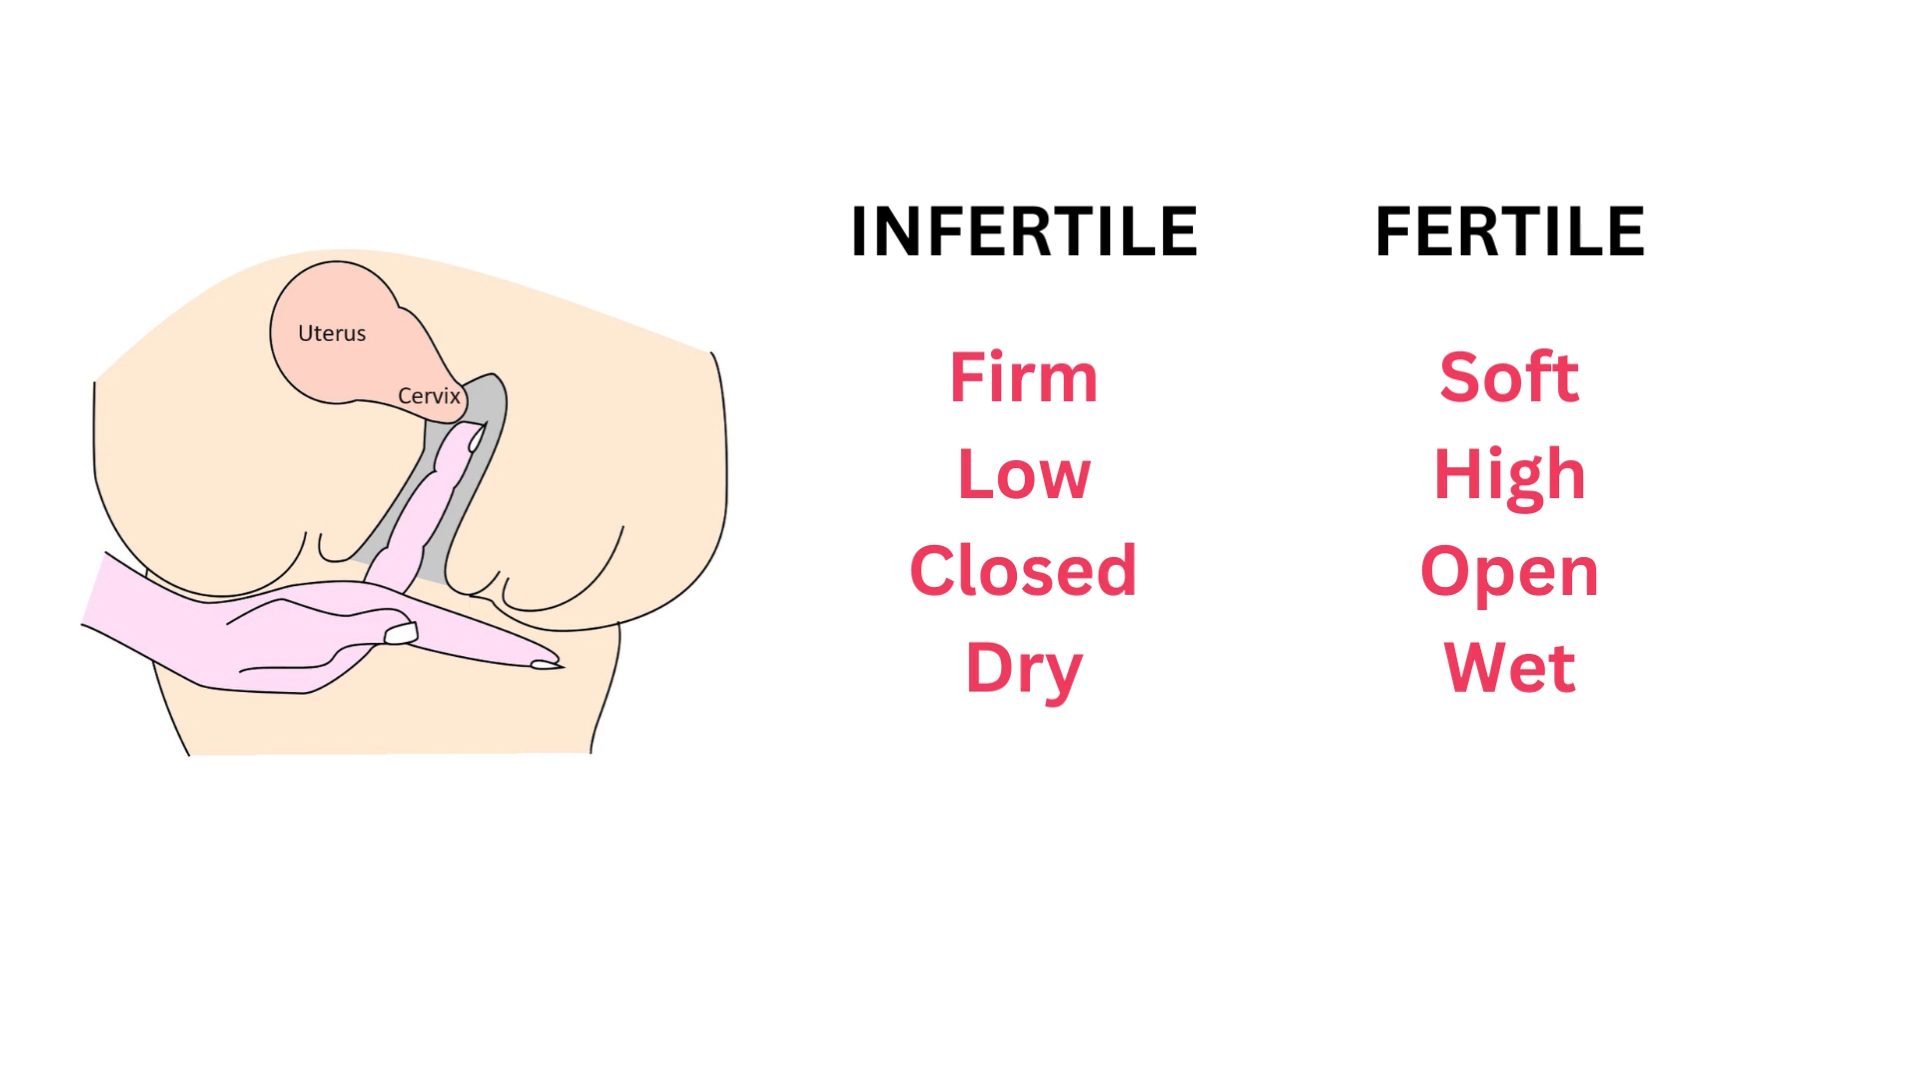 Uterus
Cervix
INFERTILE
Firm
Low
Closed
Dry
FERTILE
Soft
High
Open
Wet